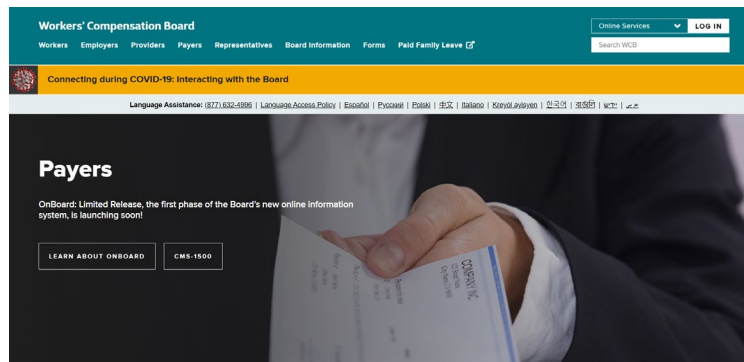 Workers' Compensation Board
Online Services
LOG IN
Workers Employers Providers Payers Representatives Board Information Forms Paid Family Leave
Search WCB
Connecting during COVID-19: Interacting with the Board
Language Assistance: (877) 632-4996 | Language Access Policy | Español | Русский | Polski | 中文 | Italiano | Kreyòl ayisyen | 한국어 | বাঙালি | אידיש |
Payers
OnBoard: Limited Release, the first phase of the Board's new online information
system, is launching soon!
LEARN ABOUT ONBOARD
CMS-1500
COMPANY INC